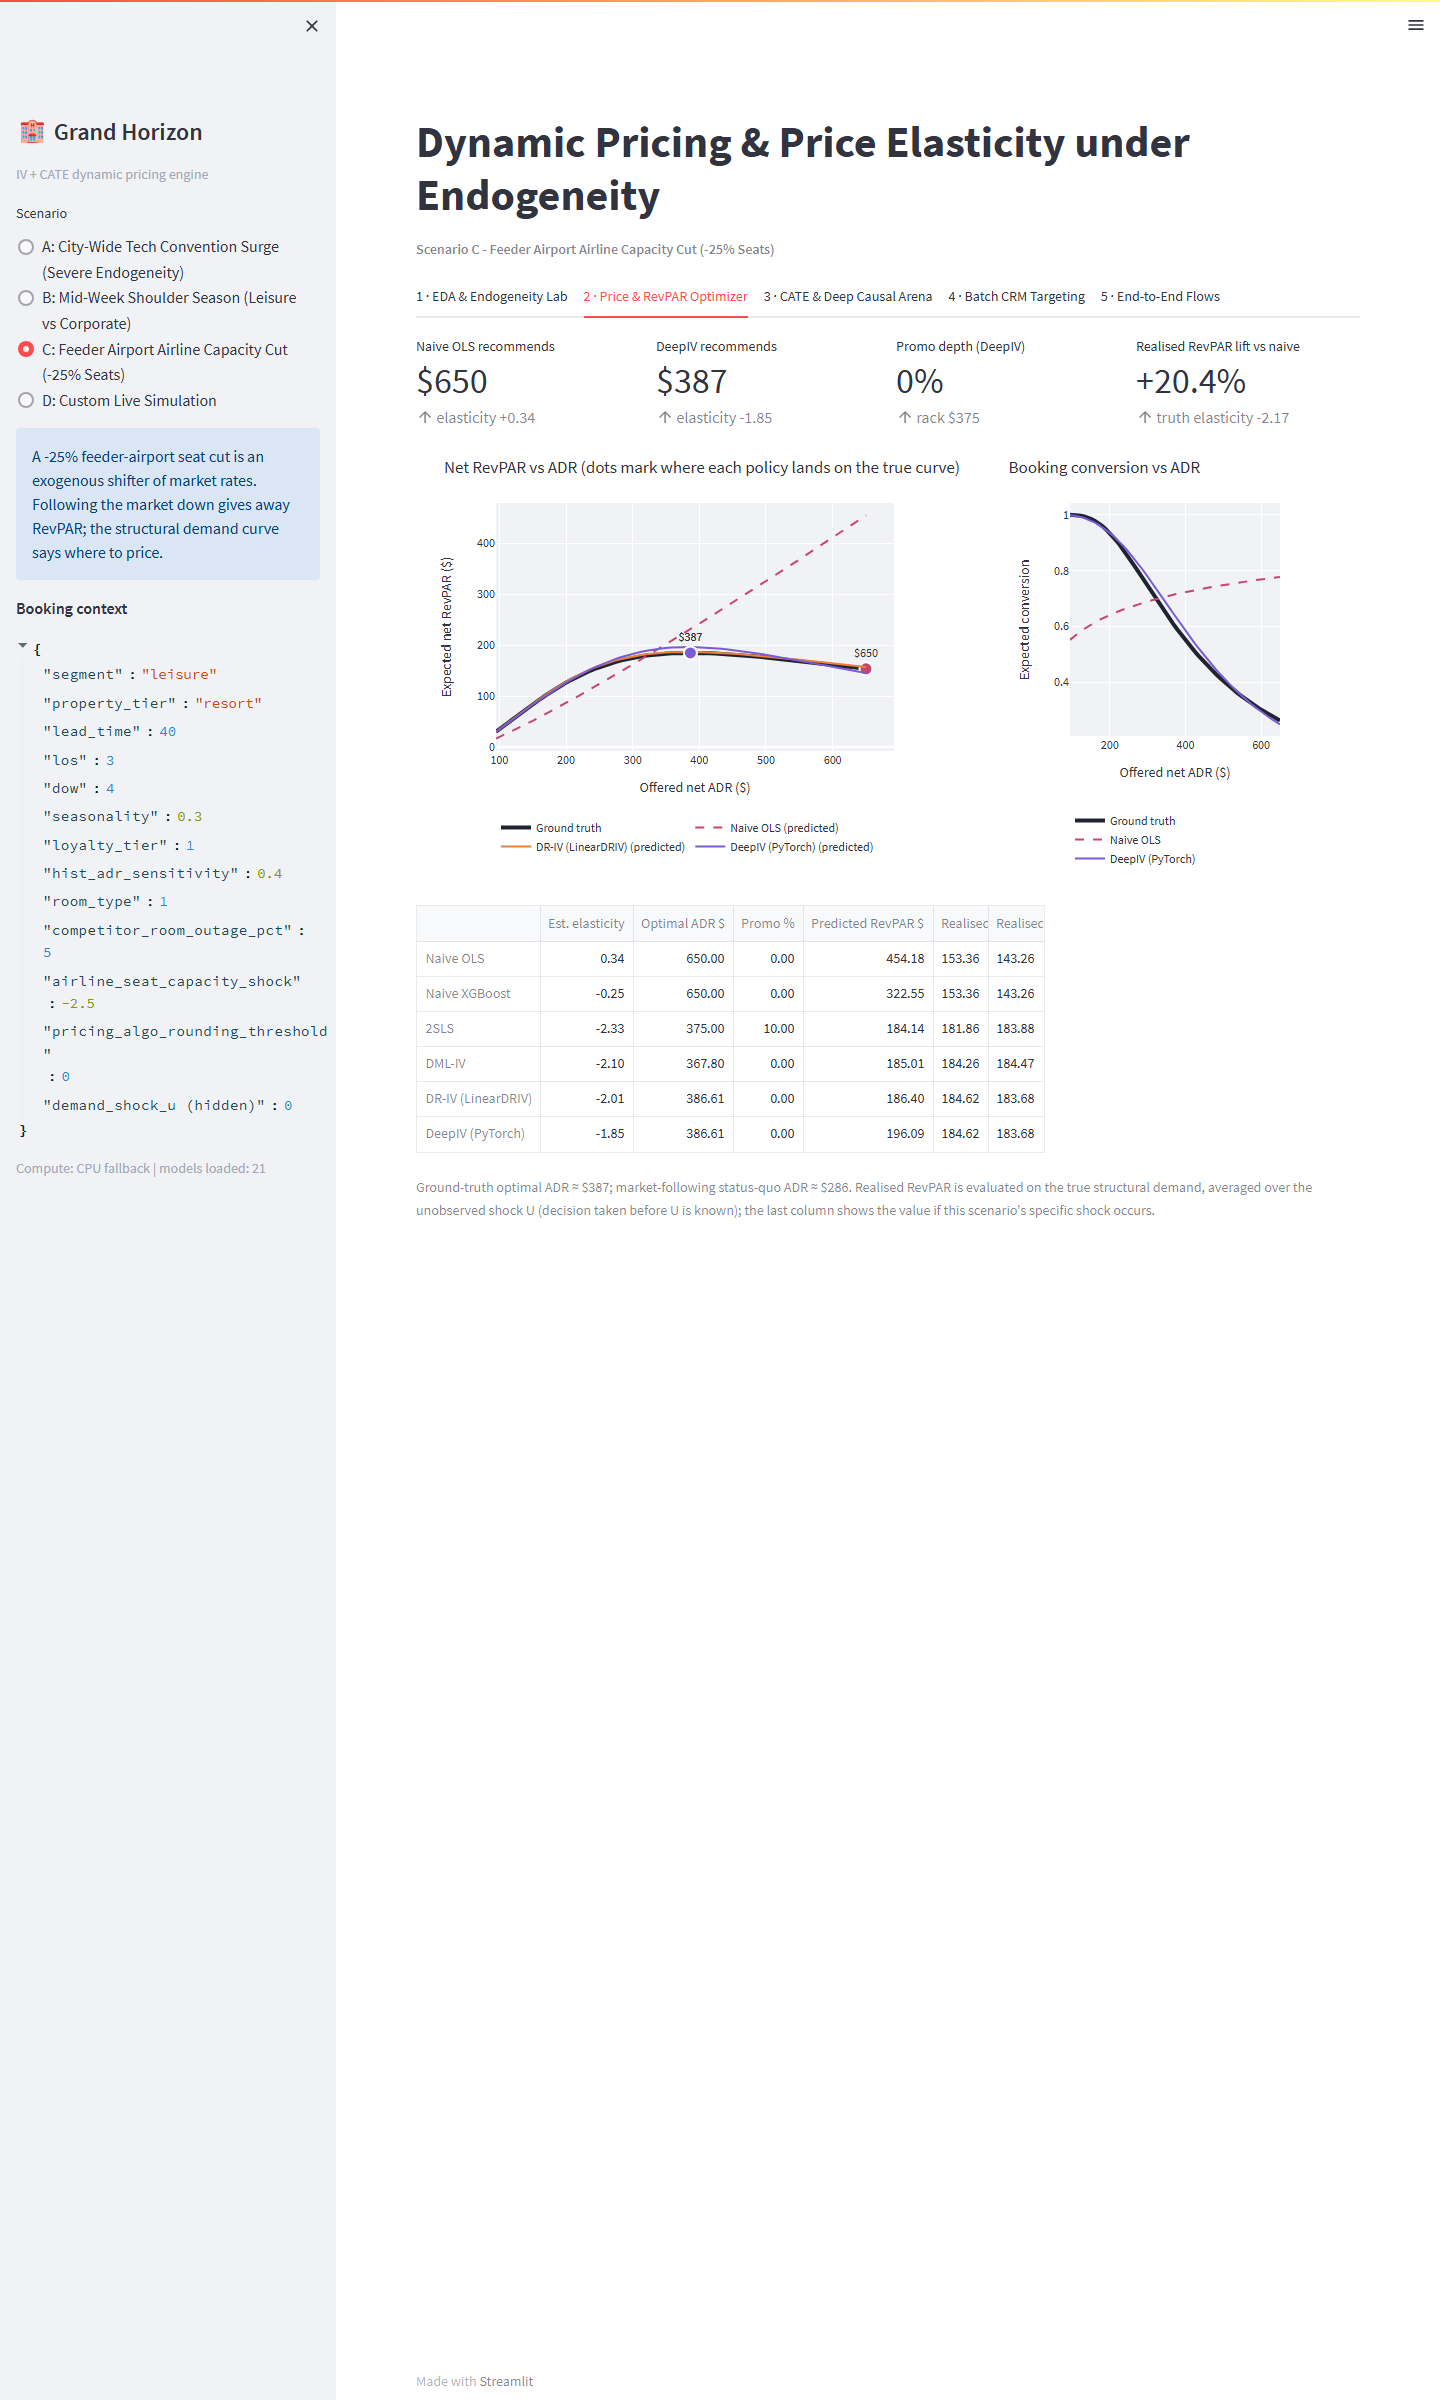 Grand Horizon
IV + CATE dynamic pricing engine
Scenario
A: City-Wide Tech Convention Surge
(Severe Endogeneity)
B: Mid-Week Shoulder Season (Leisure
vs Corporate)
C: Feeder Airport Airline Capacity Cut
(-25% Seats)
D: Custom Live Simulation
A -25% feeder-airport seat cut is an
exogenous shifter of market rates.
Following the market down gives away
RevPAR; the structural demand curve
says where to price.
Booking context
{
"segment" : "leisure"
"property_tier" : "resort"
"lead_time" : 40
"los" : 3
"dow" : 4
"seasonality" : 0.3
"loyalty_tier" : 1
"hist_adr_sensitivity" : 0.4
"room_type" : 1
"competitor_room_outage_pct" :
5
"airline_seat_capacity_shock"
: -2.5
"pricing_algo_rounding_threshold
"
: 0
"demand_shock_u (hidden)" : 0
}
Compute: CPU fallback | models loaded: 21
Dynamic Pricing & Price Elasticity under
Endogeneity
Scenario C - Feeder Airport Airline Capacity Cut (-25% Seats)
1 · EDA & Endogeneity Lab 2 · Price & RevPAR Optimizer 3 · CATE & Deep Causal Arena 4 · Batch CRM Targeting 5 · End-to-End Flows
Naive OLS recommends DeepIV recommends Promo depth (DeepIV) Realised RevPAR lift vs naive
$650 $387 0% +20.4%
↑ elasticity +0.34 ↑ elasticity -1.85 ↑ rack $375 ↑ truth elasticity -2.17
Net RevPAR vs ADR (dots mark where each policy lands on the true curve)
Expected net RevPAR ($)
400
300
200
100
0
$387
$650
100 200 300 400 500 600
Offered net ADR ($)
Ground truth Naive OLS (predicted)
DR-IV (LinearDRIV) (predicted) DeepIV (PyTorch) (predicted)
Booking conversion vs ADR
Expected conversion
1
0.8
0.6
0.4
200 400 600
Offered net ADR ($)
Ground truth
Naive OLS
DeepIV (PyTorch)
Est. elasticity Optimal ADR $ Promo % Predicted RevPAR $ Realised Realised
Naive OLS 0.34 650.00 0.00 454.18 153.36 143.26
Naive XGBoost -0.25 650.00 0.00 322.55 153.36 143.26
2SLS -2.33 375.00 10.00 184.14 181.86 183.88
DML-IV -2.10 367.80 0.00 185.01 184.26 184.47
DR-IV (LinearDRIV) -2.01 386.61 0.00 186.40 184.62 183.68
DeepIV (PyTorch) -1.85 386.61 0.00 196.09 184.62 183.68
Ground-truth optimal ADR ≈ $387; market-following status-quo ADR ≈ $286. Realised RevPAR is evaluated on the true structural demand, averaged over the
unobserved shock U (decision taken before U is known); the last column shows the value if this scenario's specific shock occurs.
Made with Streamlit